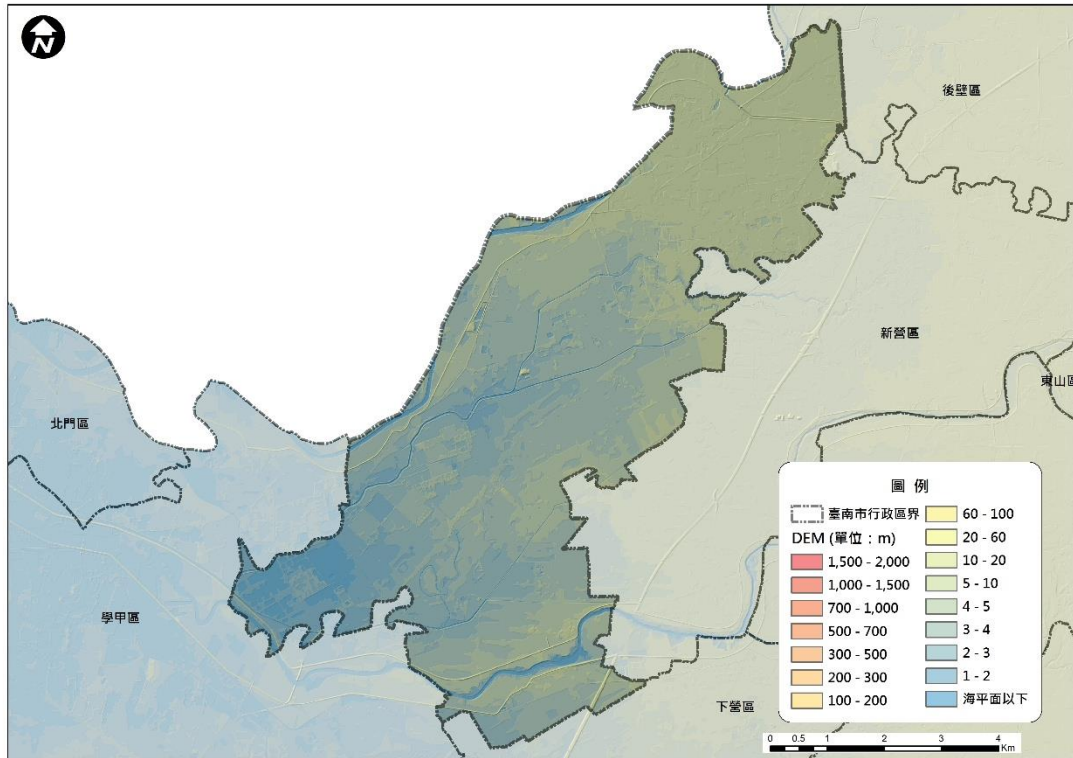 N
後壁區
新營區
東山區
北門區
學甲區
下營區
圖 例
臺南市行政區界
DEM (單位：m)
1,500 - 2,000
1,000 - 1,500
700 - 1,000
500 - 700
300 - 500
200 - 300
100 - 200
60 - 100
20 - 60
10 - 20
5 - 10
4 - 5
3 - 4
2 - 3
1 - 2
海平面以下
0 0.5 1 2 3 4
Km